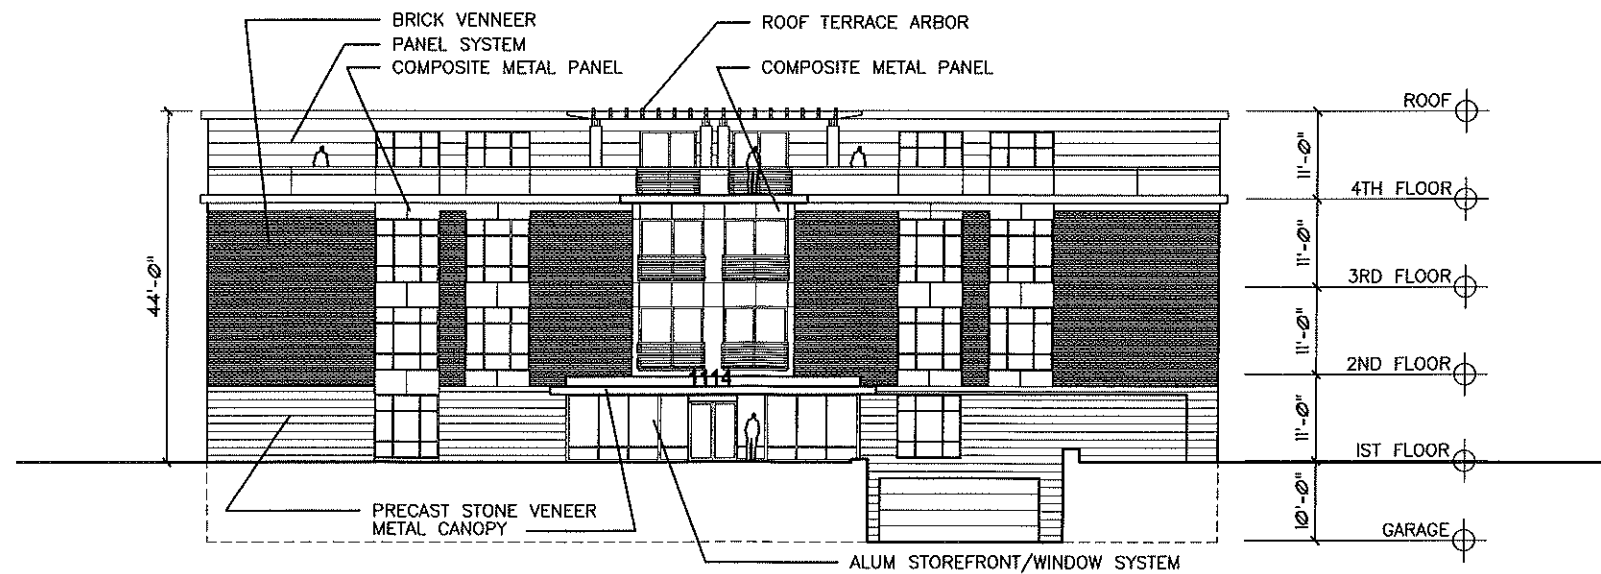 BRICK VENNEER
PANEL SYSTEM
COMPOSITE METAL PANEL
ROOF TERRACE ARBOR
COMPOSITE METAL PANEL
ROOF
11'-0"
4TH FLOOR
11'-0"
44'-0"
3RD FLOOR
11'-0"
2ND FLOOR
1114
11'-0"
1ST FLOOR
10'-0"
PRECAST STONE VENEER
METAL CANOPY
GARAGE
ALUM STOREFRONT/WINDOW SYSTEM